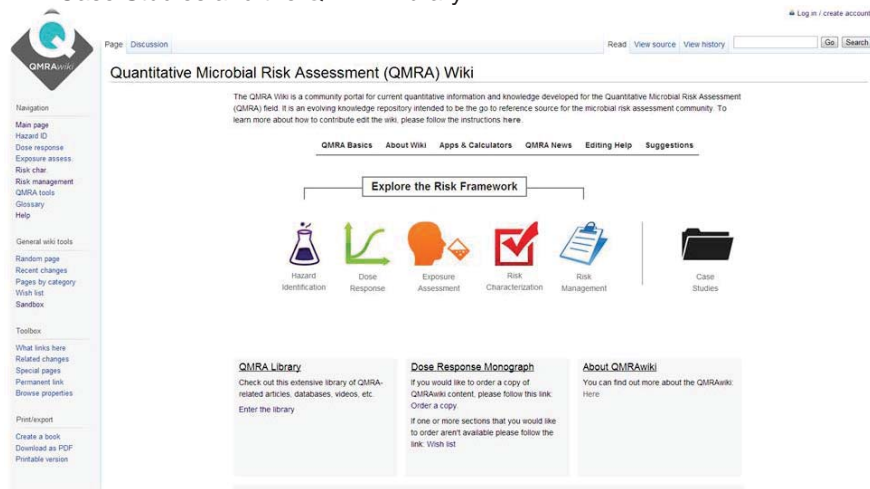 Log in / create account
QMRAwiki
Page Discussion
Read View source View history
Go Search
Quantitative Microbial Risk Assessment (QMRA) Wiki
The QMRA Wiki is a community portal for current quantitative information and knowledge developed for the Quantitative Microbial Risk Assessment
(QMRA) field. It is an evolving knowledge repository intended to be the go to reference source for the microbial risk assessment community. To
learn more about how to contribute edit the wiki, please follow the instructions here.
QMRA Basics About Wiki Apps & Calculators QMRA News Editing Help Suggestions
Explore the Risk Framework
Hazard
Identification
Dose
Response
Exposure
Assessment
Risk
Characterization
Risk
Management
Case
Studies
Navigation
Main page
Hazard ID
Dose response
Exposure assess.
Risk char
Risk management
QMRA tools
Glossary
Help
General wiki tools
Random page
Recent changes
Pages by category
Wish list
Sandbox
Toolbox
What links here
Related changes
Special pages
Permanent link
Browse properties
Print/export
Create a book
Download as PDF
Printable version
QMRA Library
Check out this extensive library of QMRA-
related articles, databases, videos, etc.
Enter the library
Dose Response Monograph
If you would like to order a copy of
QMRAwiki content, please follow this link:
Order a copy
If one or more sections that you would like
to order aren't available please follow the
link: Wish list
About QMRAwiki
You can find out more about the QMRAwiki:
Here